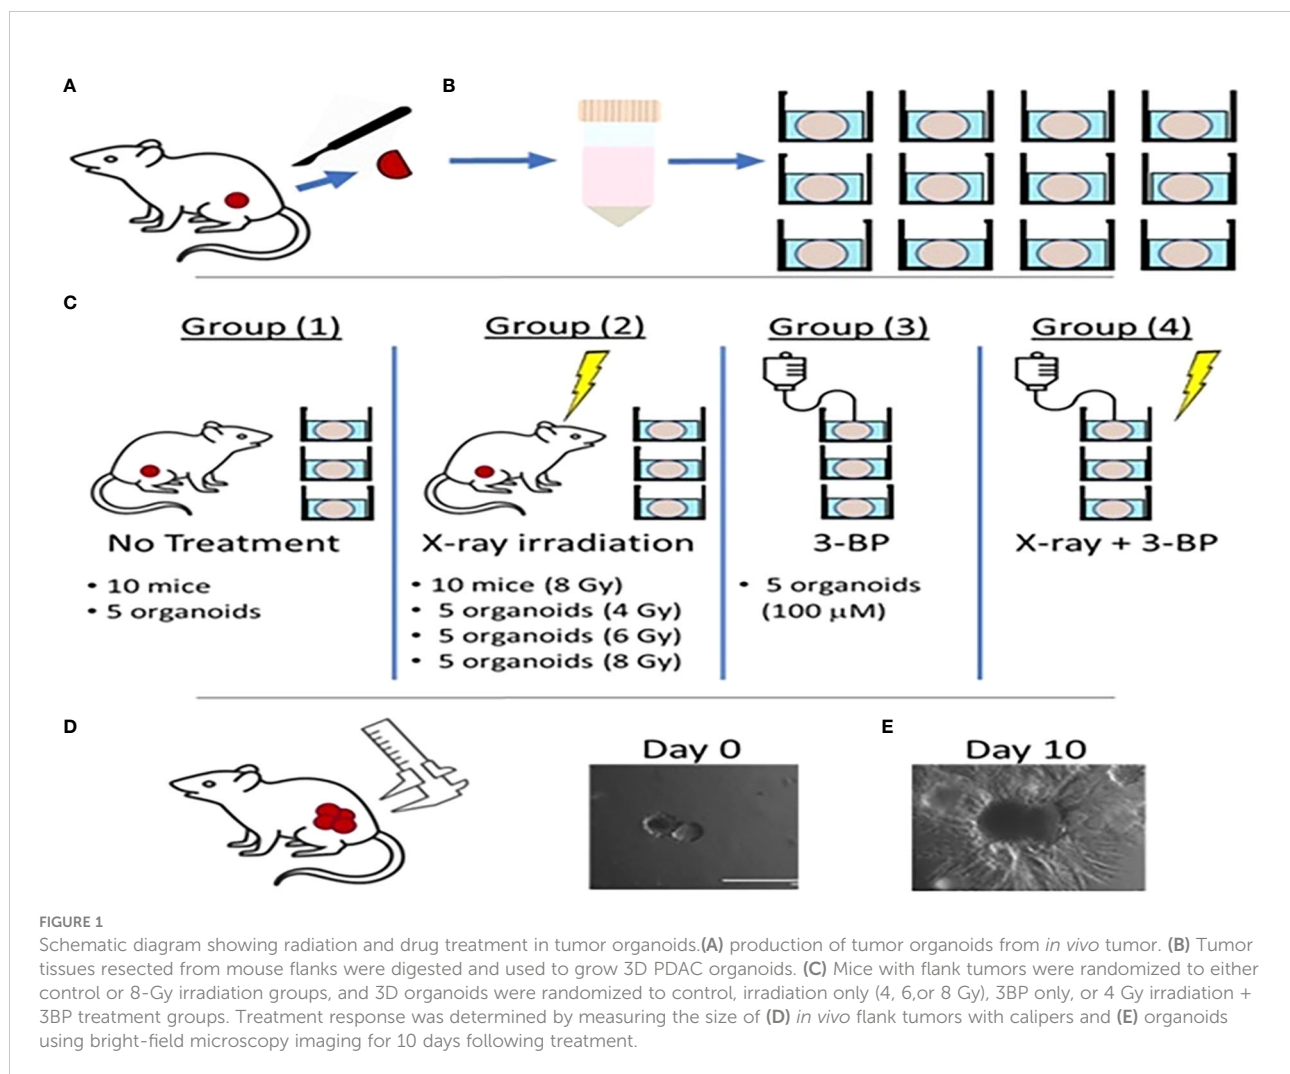 A
B
C
Group (1)
Group (2)
Group (3)
Group (4)
No Treatment
• 10 mice
• 5 organoids
X-ray irradiation
• 10 mice (8 Gy)
• 5 organoids (4 Gy)
• 5 organoids (6 Gy)
• 5 organoids (8 Gy)
3-BP
• 5 organoids
(100 μM)
X-ray + 3-BP
D
Day 0
E
Day 10
FIGURE 1
Schematic diagram showing radiation and drug treatment in tumor organoids.(A) production of tumor organoids from in vivo tumor. (B) Tumor
tissues resected from mouse flanks were digested and used to grow 3D PDAC organoids. (C) Mice with flank tumors were randomized to either
control or 8-Gy irradiation groups, and 3D organoids were randomized to control, irradiation only (4, 6,or 8 Gy), 3BP only, or 4 Gy irradiation +
3BP treatment groups. Treatment response was determined by measuring the size of (D) in vivo flank tumors with calipers and (E) organoids
using bright-field microscopy imaging for 10 days following treatment.